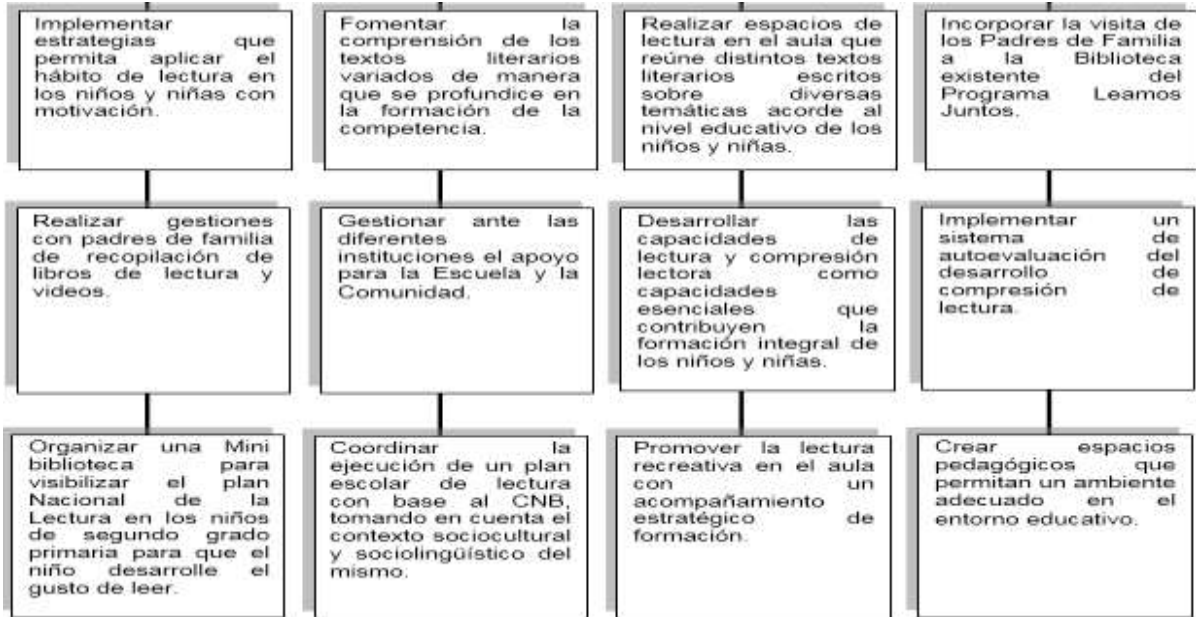 Implementar
estrategias que
permita aplicar el
hábito de lectura en
los niños y niñas con
motivación.
Fomentar la
comprensión de los
textos literarios
variados de manera
que se profundice en
la formación de la
competencia.
Realizar espacios de
lectura en el aula que
reúne distintos textos
literarios escritos
sobre diversas
temáticas acorde al
nivel educativo de los
niños y niñas.
Incorporar la visita de
los Padres de Familia
a la Biblioteca
existente del
Programa Leamos
Juntos.
Realizar gestiones
con padres de familia
de recopilación de
libros de lectura y
videos.
Gestionar ante las
diferentes
instituciones el apoyo
para la Escuela y la
Comunidad.
Desarrollar las
capacidades de
lectura y compresión
lectora como
capacidades
esenciales que
contribuyen la
formación integral de
los niños y niñas.
Implementar un
sistema de
autoevaluación del
desarrollo de
compresión de
lectura.
Organizar una Mini
biblioteca para
visibilizar el plan
Nacional de la
Lectura en los niños
de segundo grado
primaria para que el
niño desarrolle el
gusto de leer.
Coordinar la
ejecución de un plan
escolar de lectura
con base al CNB,
tomando en cuenta el
contexto sociocultural
y sociolingüístico del
mismo.
Promover la lectura
recreativa en el aula
con un
acompañamiento
estratégico de
formación.
Crear espacios
pedagógicos que
permitan un ambiente
adecuado en el
entorno educativo.